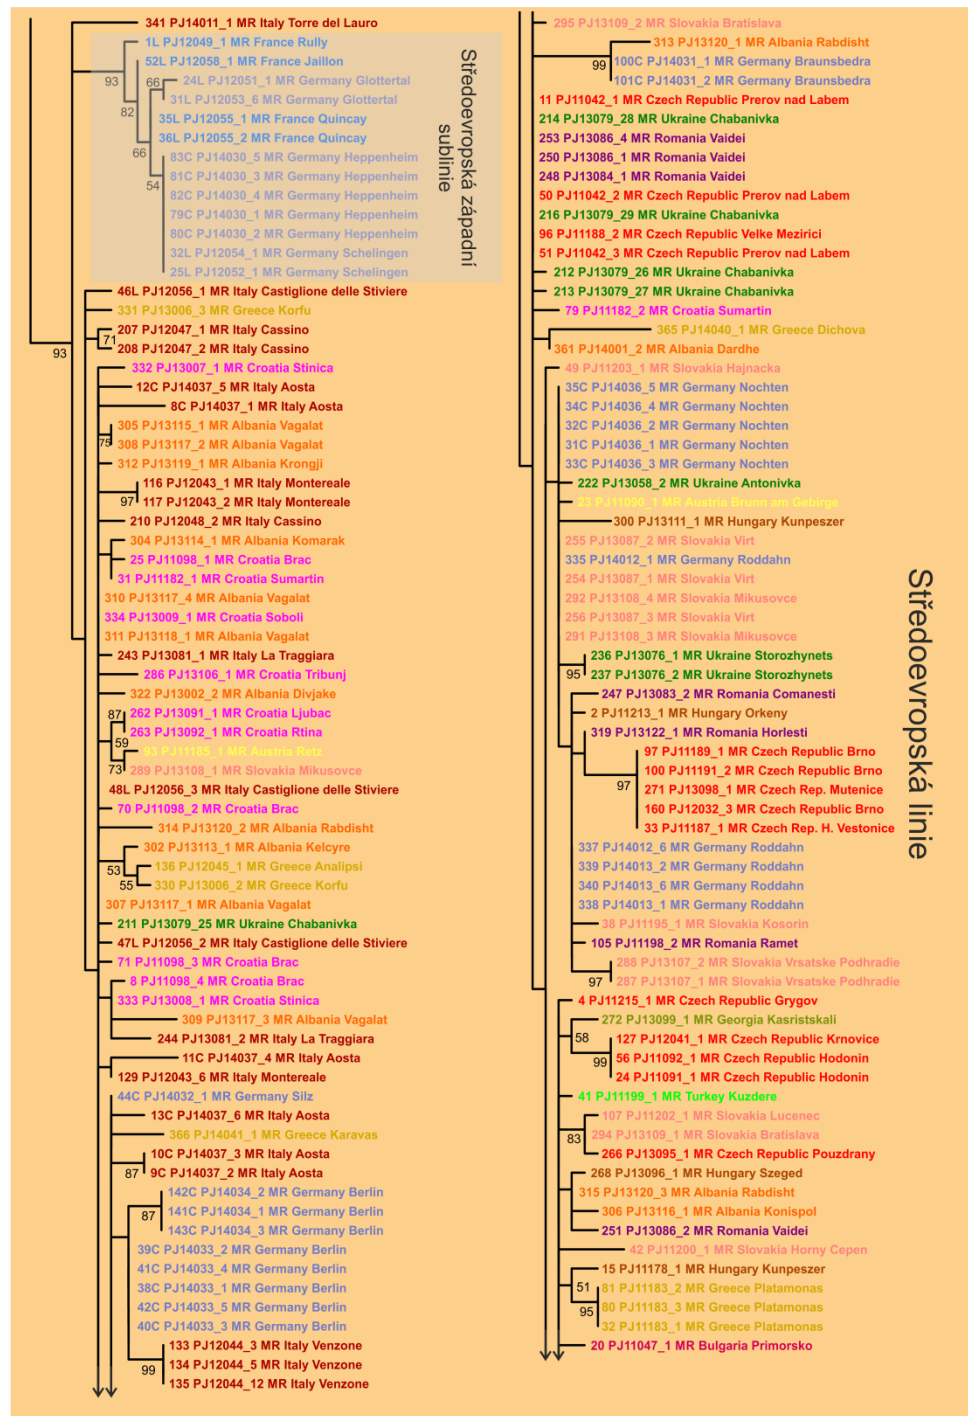 341 PJ14011_1 MR Italy Torre del Lauro
1L PJ12049_1 MR France Rully
52L PJ12058_1 MR France Jaillon
66 24L PJ12051_1 MR Germany Glottertal
93
31L PJ12053_6 MR Germany Glottertal
82
35L PJ12055_1 MR France Quincay
36L PJ12055_2 MR France Quincay
66
83C PJ14030_5 MR Germany Heppenheim
81C PJ14030_3 MR Germany Heppenheim
54
82C PJ14030_4 MR Germany Heppenheim
79C PJ14030_1 MR Germany Heppenheim
80C PJ14030_2 MR Germany Heppenheim
32L PJ12054_1 MR Germany Schelingen
25L PJ12052_1 MR Germany Schelingen
Středoevropská západní
sublinie
46L PJ12056_1 MR Italy Castiglione delle Stiviere
331 PJ13006_3 MR Greece Korfu
207 PJ12047_1 MR Italy Cassino
71
208 PJ12047_2 MR Italy Cassino
93
332 PJ13007_1 MR Croatia Stinica
12C PJ14037_5 MR Italy Aosta
8C PJ14037_1 MR Italy Aosta
305 PJ13115_1 MR Albania Vagalat
75
308 PJ13117_2 MR Albania Vagalat
312 PJ13119_1 MR Albania Krongji
116 PJ12043_1 MR Italy Montereale
97
117 PJ12043_2 MR Italy Montereale
210 PJ12048_2 MR Italy Cassino
304 PJ13114_1 MR Albania Komarak
25 PJ11098_1 MR Croatia Brac
31 PJ11182_1 MR Croatia Sumartin
310 PJ13117_4 MR Albania Vagalat
334 PJ13009_1 MR Croatia Soboli
311 PJ13118_1 MR Albania Vagalat
243 PJ13081_1 MR Italy La Traggiara
286 PJ13106_1 MR Croatia Tribunj
322 PJ13002_2 MR Albania Divjake
87 262 PJ13091_1 MR Croatia Ljubac
263 PJ13092_1 MR Croatia Rtina
59
93 PJ11185_1 MR Austria Retz
73
289 PJ13108_1 MR Slovakia Mikusovce
48L PJ12056_3 MR Italy Castiglione delle Stiviere
70 PJ11098_2 MR Croatia Brac
314 PJ13120_2 MR Albania Rabdisht
302 PJ13113_1 MR Albania Kelcyre
53
136 PJ12045_1 MR Greece Analipsi
55
330 PJ13006_2 MR Greece Korfu
307 PJ13117_1 MR Albania Vagalat
211 PJ13079_25 MR Ukraine Chabanivka
47L PJ12056_2 MR Italy Castiglione delle Stiviere
71 PJ11098_3 MR Croatia Brac
8 PJ11098_4 MR Croatia Brac
333 PJ13008_1 MR Croatia Stinica
309 PJ13117_3 MR Albania Vagalat
244 PJ13081_2 MR Italy La Traggiara
11C PJ14037_4 MR Italy Aosta
129 PJ12043_6 MR Italy Montereale
44C PJ14032_1 MR Germany Silz
13C PJ14037_6 MR Italy Aosta
366 PJ14041_1 MR Greece Karavas
10C PJ14037_3 MR Italy Aosta
87
9C PJ14037_2 MR Italy Aosta
142C PJ14034_2 MR Germany Berlin
87
141C PJ14034_1 MR Germany Berlin
143C PJ14034_3 MR Germany Berlin
39C PJ14033_2 MR Germany Berlin
41C PJ14033_4 MR Germany Berlin
38C PJ14033_1 MR Germany Berlin
42C PJ14033_5 MR Germany Berlin
40C PJ14033_3 MR Germany Berlin
133 PJ12044_3 MR Italy Venzone
99
134 PJ12044_5 MR Italy Venzone
135 PJ12044_12 MR Italy Venzone
295 PJ13109_2 MR Slovakia Bratislava
313 PJ13120_1 MR Albania Rabdisht
99
100C PJ14031_1 MR Germany Braunsbedra
101C PJ14031_2 MR Germany Braunsbedra
11 PJ11042_1 MR Czech Republic Prerov nad Labem
214 PJ13079_28 MR Ukraine Chabanivka
253 PJ13086_4 MR Romania Vaidei
250 PJ13086_1 MR Romania Vaidei
248 PJ13084_1 MR Romania Vaidei
50 PJ11042_2 MR Czech Republic Prerov nad Labem
216 PJ13079_29 MR Ukraine Chabanivka
96 PJ11188_2 MR Czech Republic Velke Mezirici
51 PJ11042_3 MR Czech Republic Prerov nad Labem
212 PJ13079_26 MR Ukraine Chabanivka
213 PJ13079_27 MR Ukraine Chabanivka
79 PJ11182_2 MR Croatia Sumartin
365 PJ14040_1 MR Greece Dichova
361 PJ14001_2 MR Albania Dardhe
49 PJ11203_1 MR Slovakia Hajnacka
35C PJ14036_5 MR Germany Nochten
34C PJ14036_4 MR Germany Nochten
32C PJ14036_2 MR Germany Nochten
31C PJ14036_1 MR Germany Nochten
33C PJ14036_3 MR Germany Nochten
222 PJ13058_2 MR Ukraine Antonivka
23 PJ11090_1 MR Austria Brunn am Gebirge
300 PJ13111_1 MR Hungary Kunpeszer
255 PJ13087_2 MR Slovakia Virt
335 PJ14012_1 MR Germany Roddahn
254 PJ13087_1 MR Slovakia Virt
292 PJ13108_4 MR Slovakia Mikusovce
256 PJ13087_3 MR Slovakia Virt
291 PJ13108_3 MR Slovakia Mikusovce
236 PJ13076_1 MR Ukraine Storozhynets
95
237 PJ13076_2 MR Ukraine Storozhynets
247 PJ13083_2 MR Romania Comanesti
2 PJ11213_1 MR Hungary Orkeny
319 PJ13122_1 MR Romania Horlesti
97 PJ11189_1 MR Czech Republic Brno
100 PJ11191_2 MR Czech Republic Brno
97
271 PJ13098_1 MR Czech Rep. Mutenice
160 PJ12032_3 MR Czech Republic Brno
33 PJ11187_1 MR Czech Rep. H. Vestonice
337 PJ14012_6 MR Germany Roddahn
339 PJ14013_2 MR Germany Roddahn
340 PJ14013_6 MR Germany Roddahn
338 PJ14013_1 MR Germany Roddahn
38 PJ11195_1 MR Slovakia Kosorin
105 PJ11198_2 MR Romania Ramet
288 PJ13107_2 MR Slovakia Vrsatske Podhradie
97
287 PJ13107_1 MR Slovakia Vrsatske Podhradie
4 PJ11215_1 MR Czech Republic Grygov
272 PJ13099_1 MR Georgia Kasristskali
58
127 PJ12041_1 MR Czech Republic Krnovice
99
56 PJ11092_1 MR Czech Republic Hodonin
24 PJ11091_1 MR Czech Republic Hodonin
41 PJ11199_1 MR Turkey Kuzdere
107 PJ11202_1 MR Slovakia Lucenec
83
294 PJ13109_1 MR Slovakia Bratislava
266 PJ13095_1 MR Czech Republic Pouzdrany
268 PJ13096_1 MR Hungary Szeged
315 PJ13120_3 MR Albania Rabdisht
306 PJ13116_1 MR Albania Konispol
251 PJ13086_2 MR Romania Vaidei
42 PJ11200_1 MR Slovakia Horny Cepen
15 PJ11178_1 MR Hungary Kunpeszer
51
81 PJ11183_2 MR Greece Platamonas
95
80 PJ11183_3 MR Greece Platamonas
32 PJ11183_1 MR Greece Platamonas
20 PJ11047_1 MR Bulgaria Primorsko
Středoevropská linie